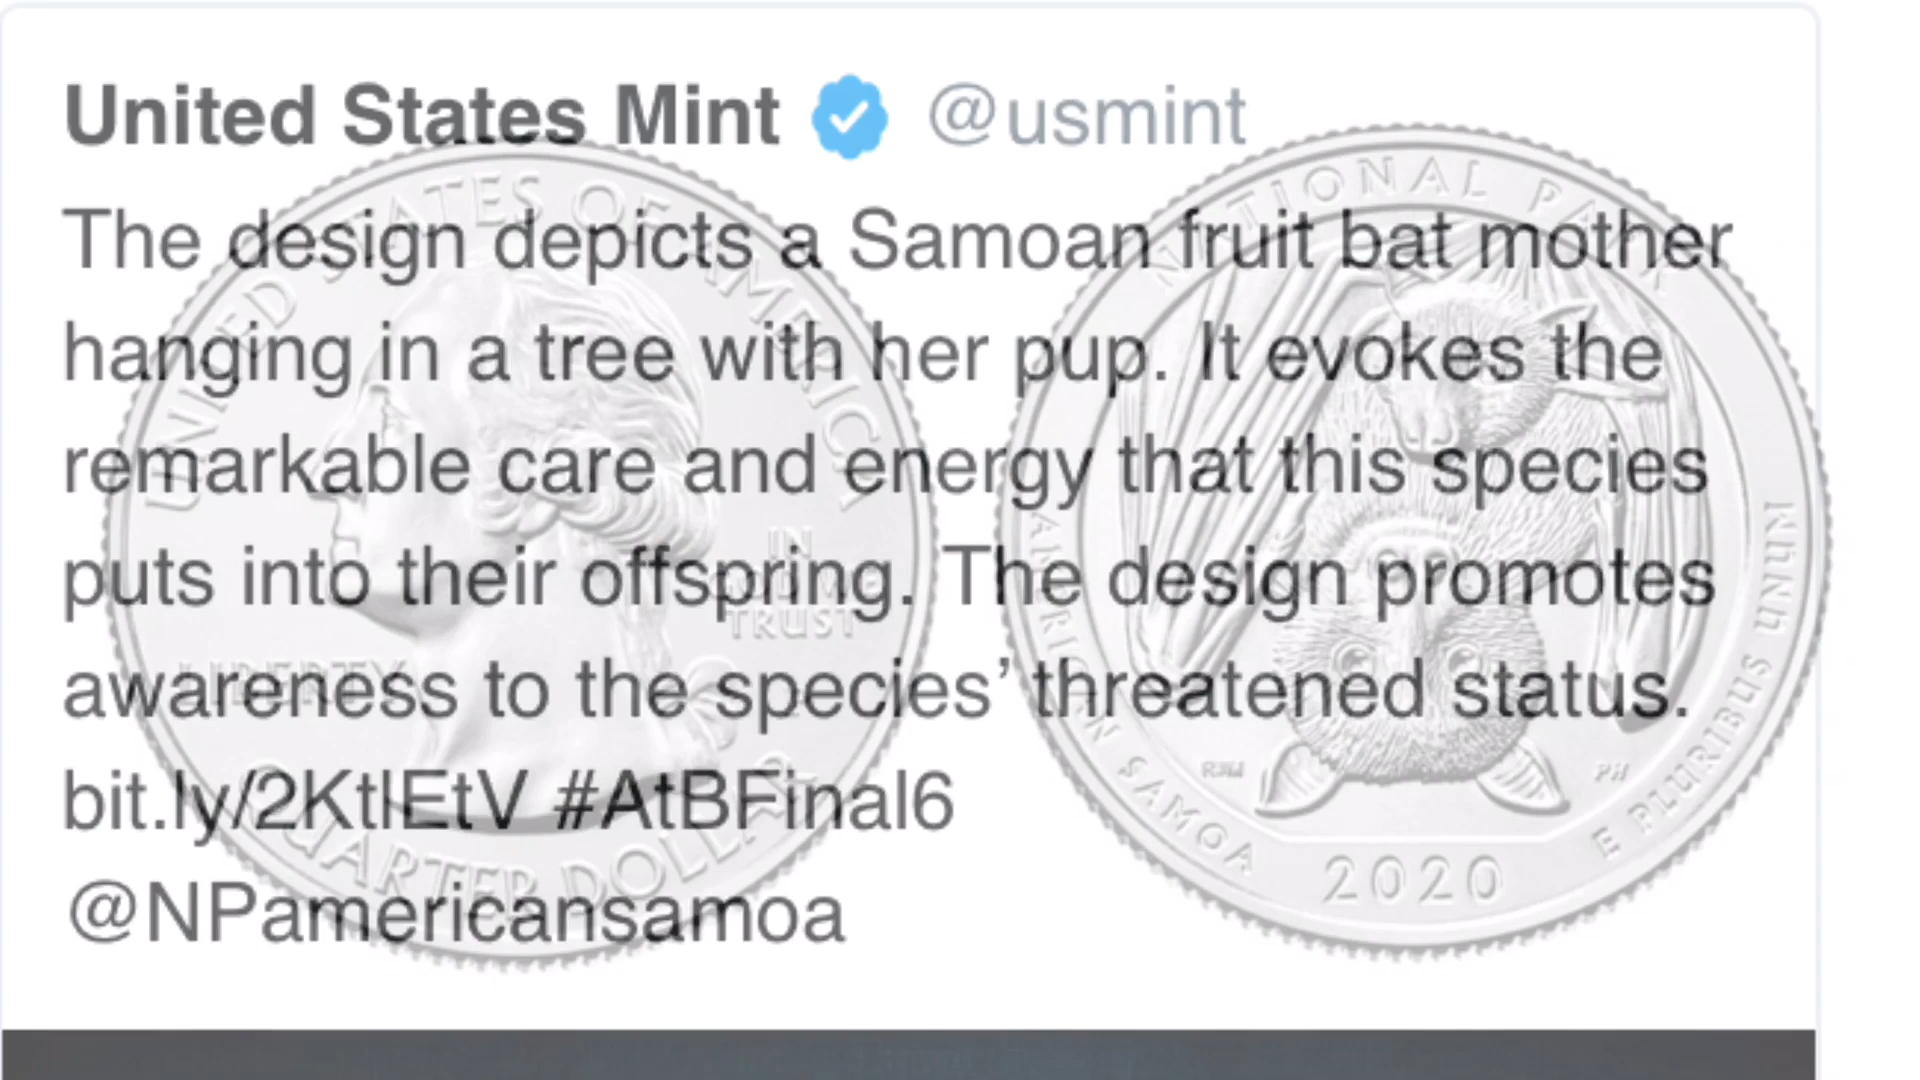 United States Mint @usmint
The design depicts a Samoan fruit bat mother
hanging in a tree with her pup. It evokes the
remarkable care and energy that this species
puts into their offspring. The design promotes
awareness to the species’ threatened status.
bit.ly/2KtlEtV #AtBFinal6
@NPamericansamoa
UNITED STATES OF AMERICA
IN
GOD WE
TRUST
LIBERTY
P
QUARTER DOLLAR
NATIONAL PARK
AMERICAN SAMOA
RM
PH
2020
E PLURIBUS UNUM